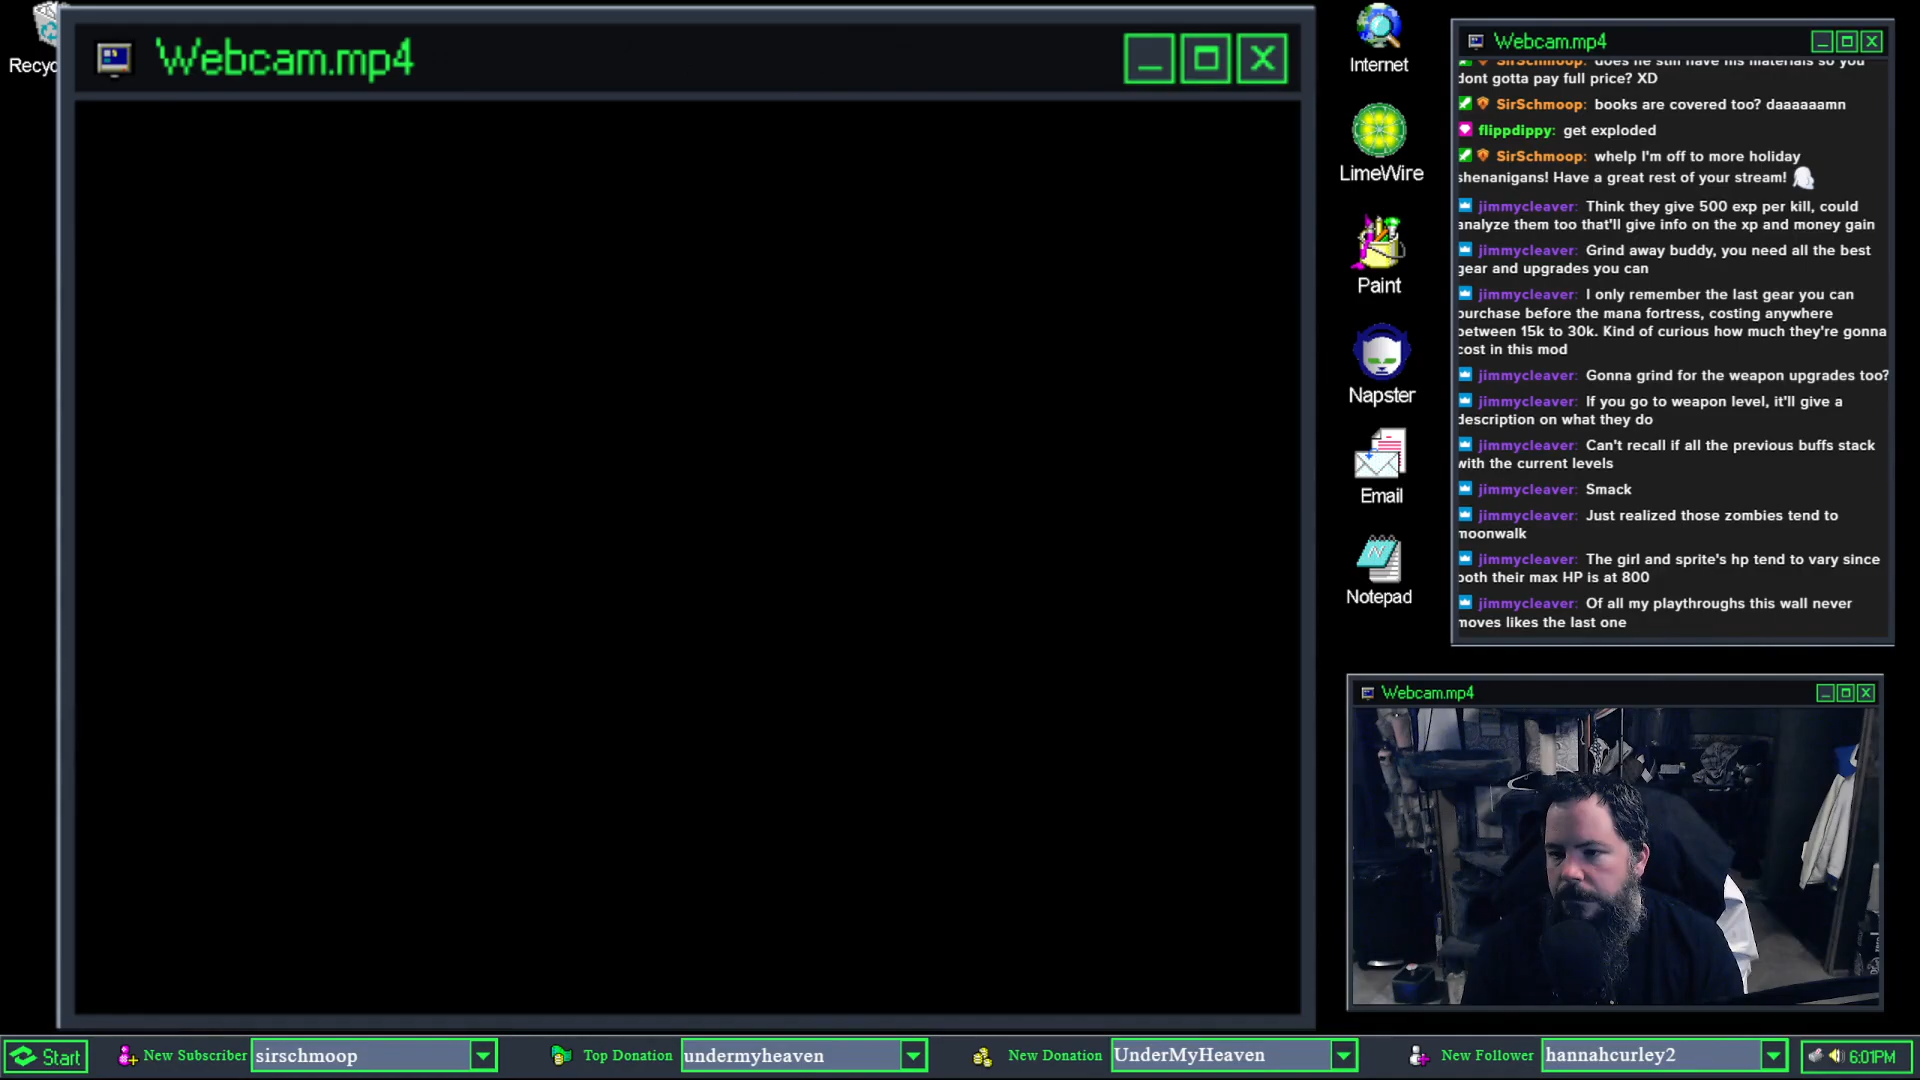 Recyc
Webcam.mp4
Internet
LimeWire
Paint
Napster
Email
Notepad
Webcam.mp4
SirSchmoop: does he still have his materials so you
dont gotta pay full price? XD
SirSchmoop: books are covered too? daaaaaamn
flippdippy: get exploded
SirSchmoop: whelp I'm off to more holiday
shenanigans! Have a great rest of your stream!
jimmycleaver: Think they give 500 exp per kill, could
analyze them too that'll give info on the xp and money gain
jimmycleaver: Grind away buddy, you need all the best
gear and upgrades you can
jimmycleaver: I only remember the last gear you can
purchase before the mana fortress, costing anywhere
between 15k to 30k. Kind of curious how much they're gonna
cost in this mod
jimmycleaver: Gonna grind for the weapon upgrades too?
jimmycleaver: If you go to weapon level, it'll give a
description on what they do
jimmycleaver: Can't recall if all the previous buffs stack
with the current levels
jimmycleaver: Smack
jimmycleaver: Just realized those zombies tend to
moonwalk
jimmycleaver: The girl and sprite's hp tend to vary since
both their max HP is at 800
jimmycleaver: Of all my playthroughs this wall never
moves likes the last one
Webcam.mp4
Start
New Subscriber sirschmoop
Top Donation undermyheaven
New Donation UnderMyHeaven
New Follower hannahcurley2
6:01PM